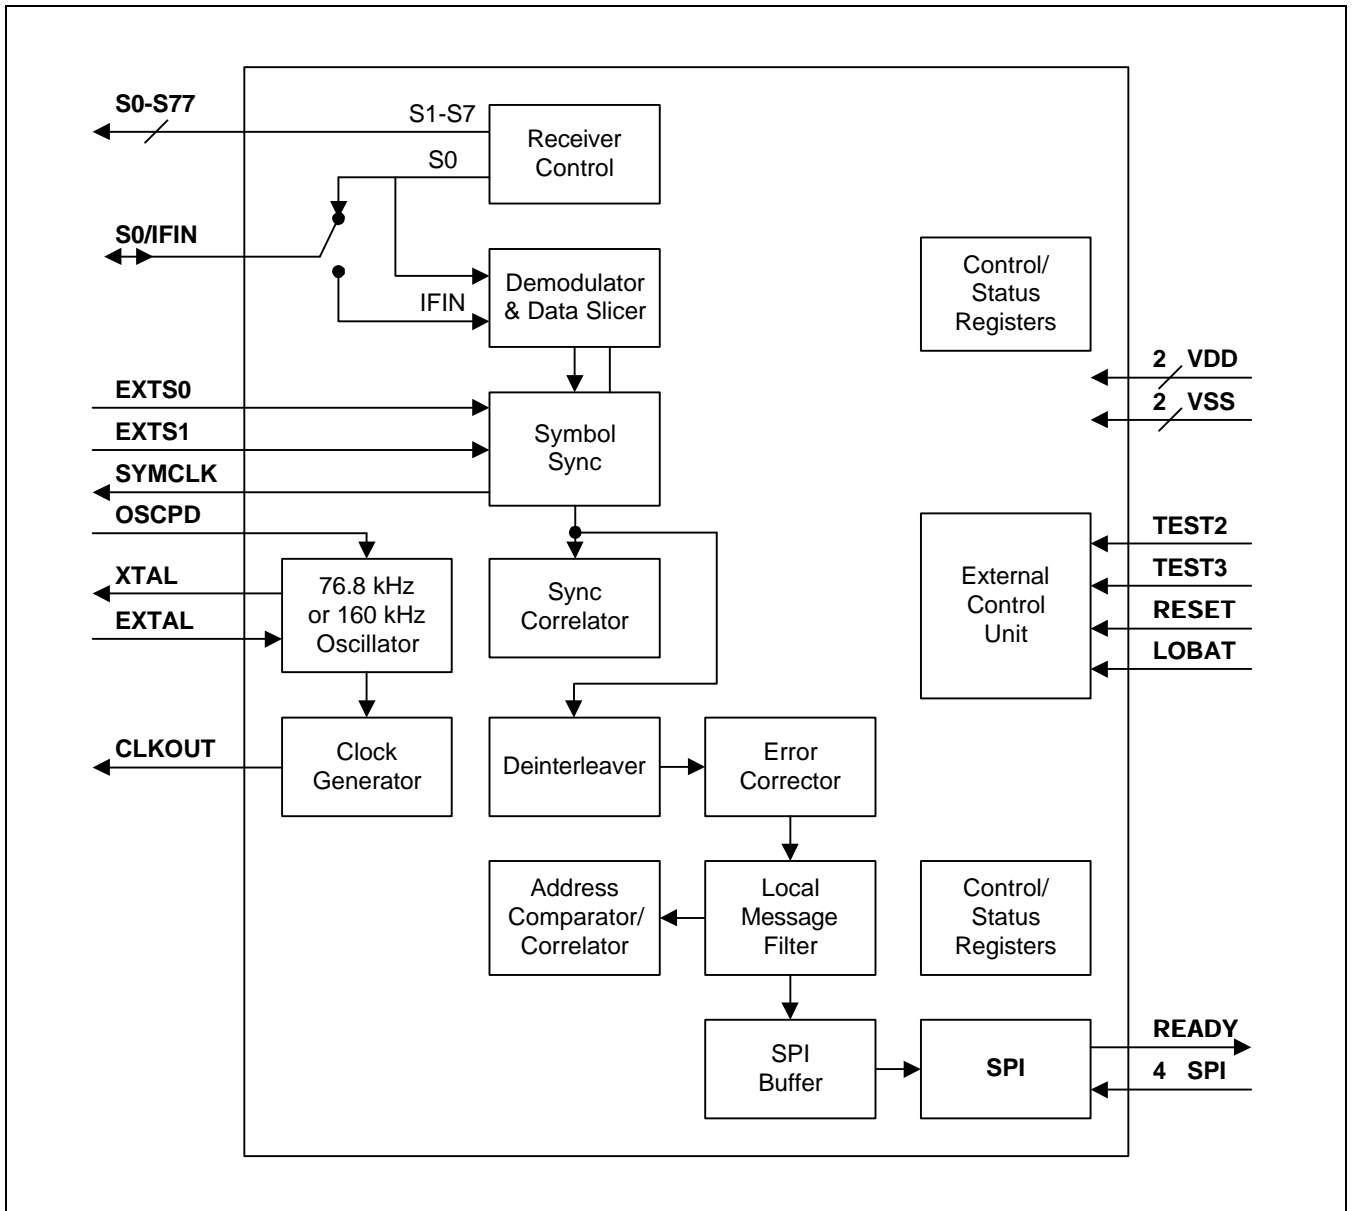 S0-S77
S1-S7
Receiver
Control
S0
S0/IFIN
IFIN
Demodulator
& Data Slicer
Control/
Status
Registers
2 VDD
2 VSS
EXTS0
EXTS1
SYMCLK
OSCPD
XTAL
EXTAL
Symbol
Sync
76.8 kHz
or 160 kHz
Oscillator
Sync
Correlator
External
Control
Unit
TEST2
TEST3
RESET
LOBAT
CLKOUT
Clock
Generator
Deinterleaver
Error
Corrector
Address
Comparator/
Correlator
Local
Message
Filter
Control/
Status
Registers
SPI
Buffer
SPI
READY
4 SPI